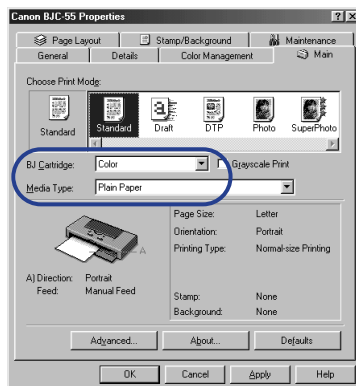 Canon BJC-55 Properties
Page Layout Stamp/Background Maintenance
General Details Color Management Main
Choose Print Mode:
Standard Standard Draft DTP Photo SuperPhoto
BJ Cartridge: Color Grayscale Print
Media Type: Plain Paper
A
Page Size: Letter
Orientation: Portrait
Printing Type: Normal-size Printing
A) Direction: Portrait
Feed: Manual Feed
Stamp: None
Background: None
Advanced... About... Defaults
OK Cancel Apply Help